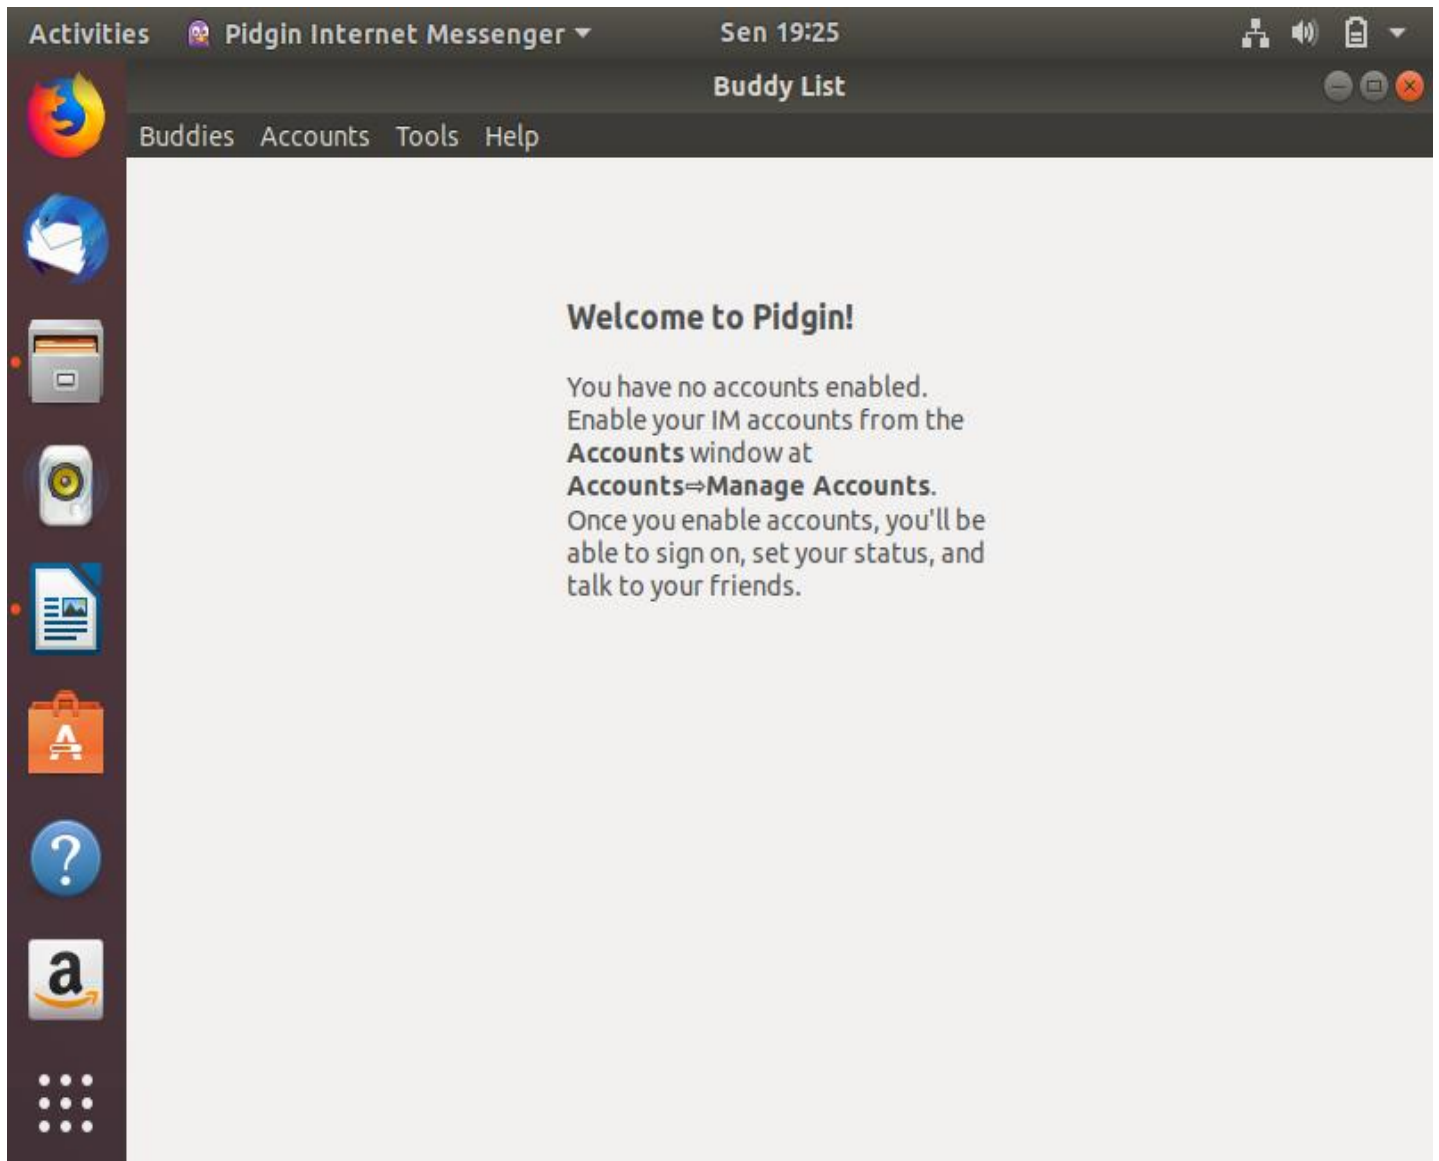 Activities Pidgin Internet Messenger Sen 19:25
Buddy List
Buddies Accounts Tools Help
Welcome to Pidgin!
You have no accounts enabled.
Enable your IM accounts from the
Accounts window at
Accounts⇨Manage Accounts.
Once you enable accounts, you'll be
able to sign on, set your status, and
talk to your friends.
A
?
a